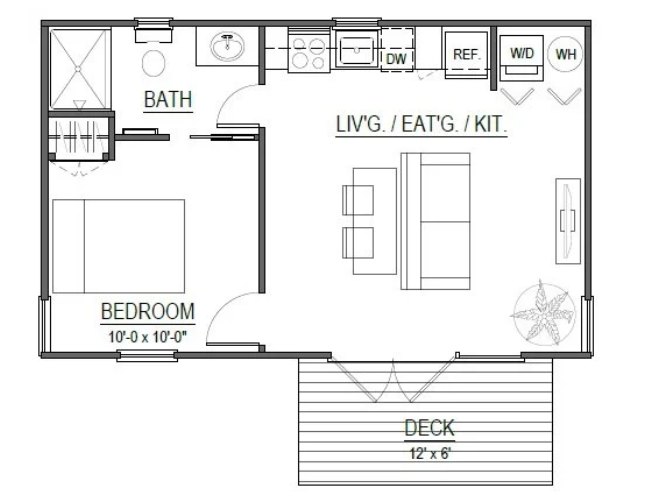 DW
REF.
W/D
WH
BATH
LIV'G. / EAT'G. / KIT.
BEDROOM
10'-0 x 10'-0"
DECK
12' x 6'